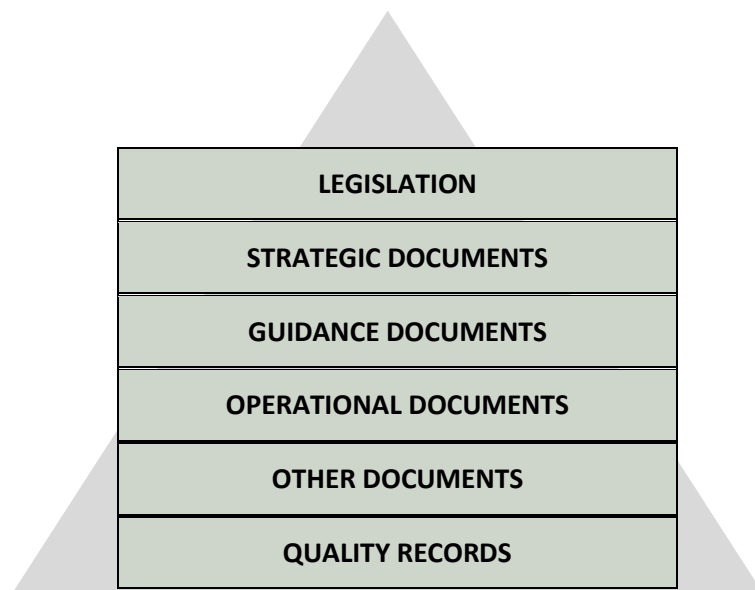 LEGISLATION
STRATEGIC DOCUMENTS
GUIDANCE DOCUMENTS
OPERATIONAL DOCUMENTS
OTHER DOCUMENTS
QUALITY RECORDS